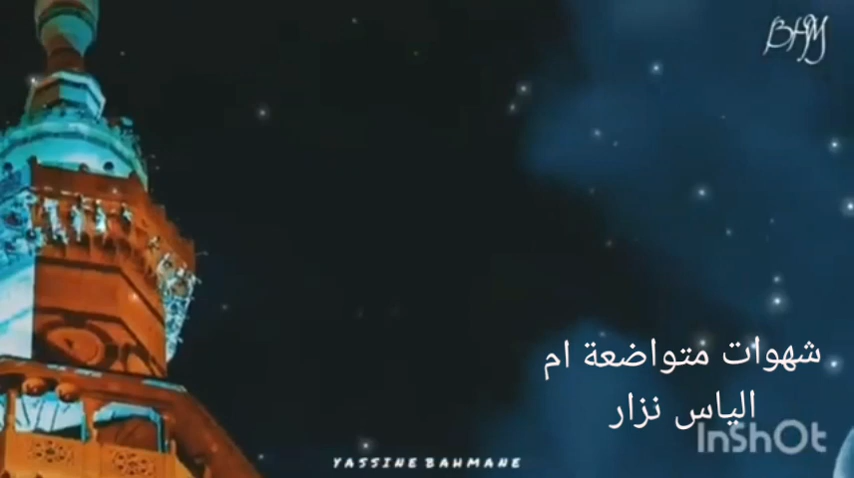 BHM
شهوات متواضعة ام
الياس نزار
InShOt
YASSINE BAHMANE